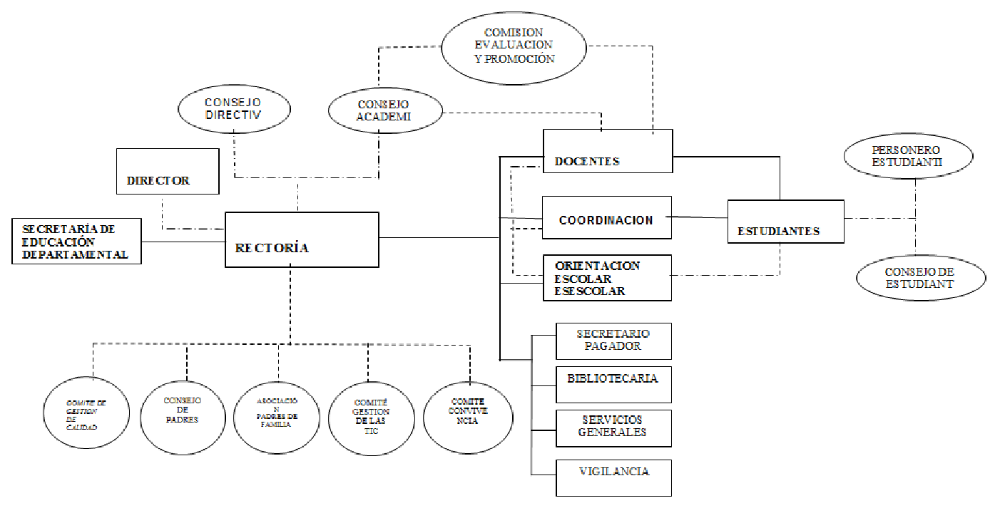 COMISION
EVALUACION
Y PROMOCIÓN
CONSEJO
DIRECTIV
CONSEJO
ACADEMI
DIRECTOR
DOCENTES
PERSONERO
ESTUDIANTI
SECRETARÍA DE
EDUCACIÓN
DEPARTAMENTAL
RECTORÍA
COORDINACION
ESTUDIANTES
ORIENTACION
ESCOLAR
ESESCOLAR
CONSEJO DE
ESTUDIANT
SECRETARIO
PAGADOR
BIBLIOTECARIA
SERVICIOS
GENERALES
VIGILANCIA
COMITE DE
GESTION
DE
CALIDAD
CONSEJO
DE
PADRES
ASOCIACIÓ
N
PADRES DE
FAMILIA
COMITÉ
GESTION
DE LAS
TIC
COMITE
CONVIVE
NCIA